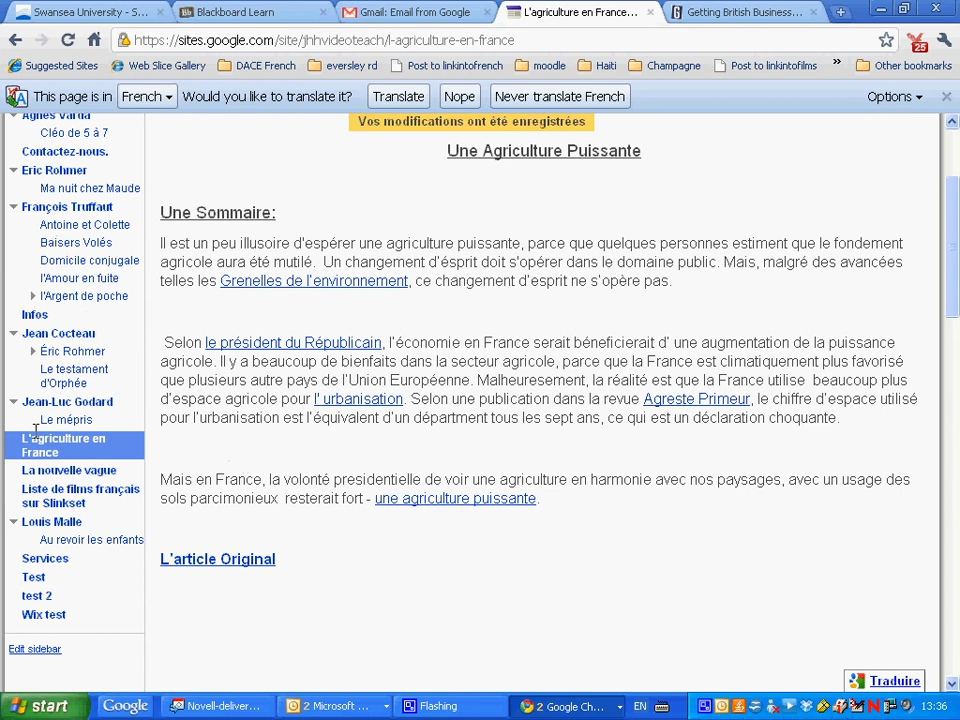 Swansea University - S...
Blackboard Learn
Gmail: Email from Google
L'agriculture en France...
Getting British Business...
https://sites.google.com/site/jhhvideoteach/l-agriculture-en-france
25
Suggested Sites
Web Slice Gallery
DACE French
eversley rd
Post to linkintofrench
moodle
Haiti
Champagne
Post to linkintofilms
»
Other bookmarks
This page is in French Would you like to translate it? Translate Nope Never translate French Options
Agnès Varda
Cléo de 5 à 7
Contactez-nous.
Eric Rohmer
Ma nuit chez Maude
François Truffaut
Antoine et Colette
Baisers Volés
Domicile conjugale
l'Amour en fuite
l'Argent de poche
Infos
Jean Cocteau
Éric Rohmer
Le testament
d'Orphée
Jean-Luc Godard
Le mépris
L'agriculture en
France
La nouvelle vague
Liste de films français
sur Slinkset
Louis Malle
Au revoir les enfants
Services
Test
test 2
Wix test
Edit sidebar
Vos modifications ont été enregistrées
Une Agriculture Puissante
Une Sommaire:
Il est un peu illusoire d'espérer une agriculture puissante, parce que quelques personnes estiment que le fondement
agricole aura été mutilé. Un changement d'ésprit doit s'opérer dans le domaine public. Mais, malgré des avancées
telles les Grenelles de l'environnement, ce changement d'esprit ne s'opère pas.
Selon le président du Républicain, l'économie en France serait béneficierait d' une augmentation de la puissance
agricole. Il y a beaucoup de bienfaits dans la secteur agricole, parce que la France est climatiquement plus favorisé
que plusieurs autre pays de l'Union Européenne. Malheuresement, la réalité est que la France utilise beaucoup plus
d'espace agricole pour l' urbanisation. Selon une publication dans la revue Agreste Primeur, le chiffre d'espace utilisé
pour l'urbanisation est l'équivalent d'un département tous les sept ans, ce qui est un déclaration choquante.
Mais en France, la volonté presidentielle de voir une agriculture en harmonie avec nos paysages, avec un usage des
sols parcimonieux resterait fort - une agriculture puissante.
L'article Original
Traduire
start
Google
Novell-deliver...
2 Microsoft ...
Flashing
2 Google Ch...
EN
13:36